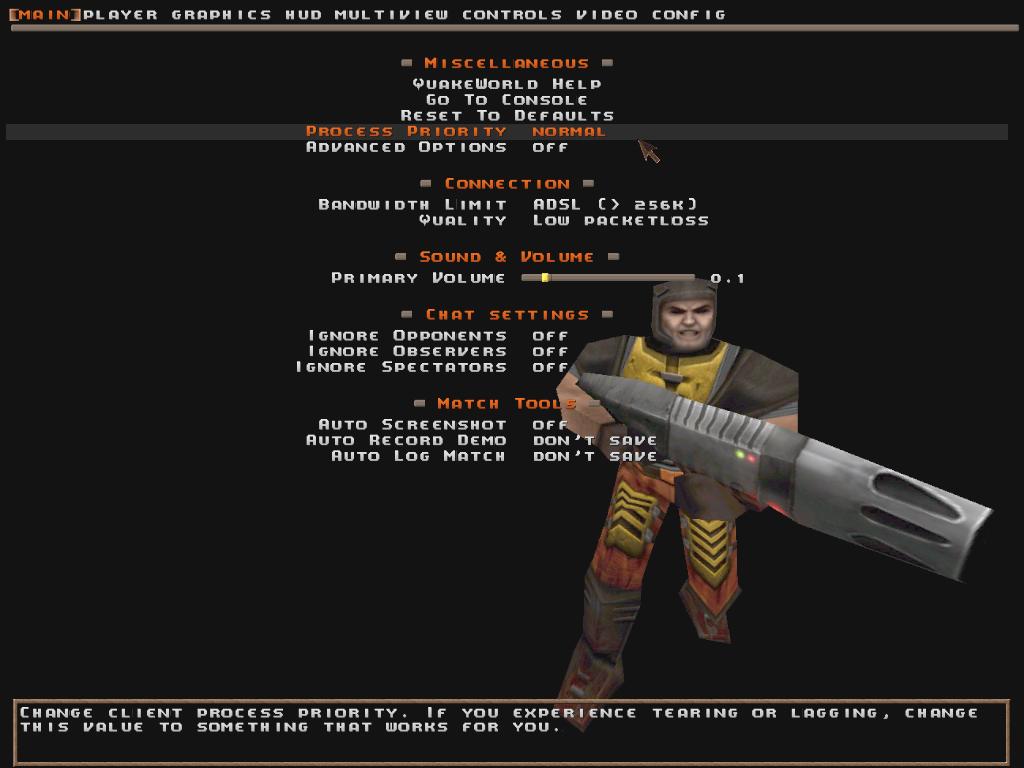 [MAIN] PLAYER GRAPHICS HUD MULTIVIEW CONTROLS VIDEO CONFIG
MISCELLANEOUS
QUAKEWORLD HELP
GO TO CONSOLE
RESET TO DEFAULTS
PROCESS PRIORITY NORMAL
ADVANCED OPTIONS OFF
CONNECTION
BANDWIDTH LIMIT ADSL (> 256K)
QUALITY LOW PACKETLOSS
SOUND & VOLUME
PRIMARY VOLUME 0.1
CHAT SETTINGS
IGNORE OPPONENTS OFF
IGNORE OBSERVERS OFF
IGNORE SPECTATORS OFF
MATCH TOOLS
AUTO SCREENSHOT OFF
AUTO RECORD DEMO DON'T SAVE
AUTO LOG MATCH DON'T SAVE
CHANGE CLIENT PROCESS PRIORITY. IF YOU EXPERIENCE TEARING OR LAGGING, CHANGE
THIS VALUE TO SOMETHING THAT WORKS FOR YOU.